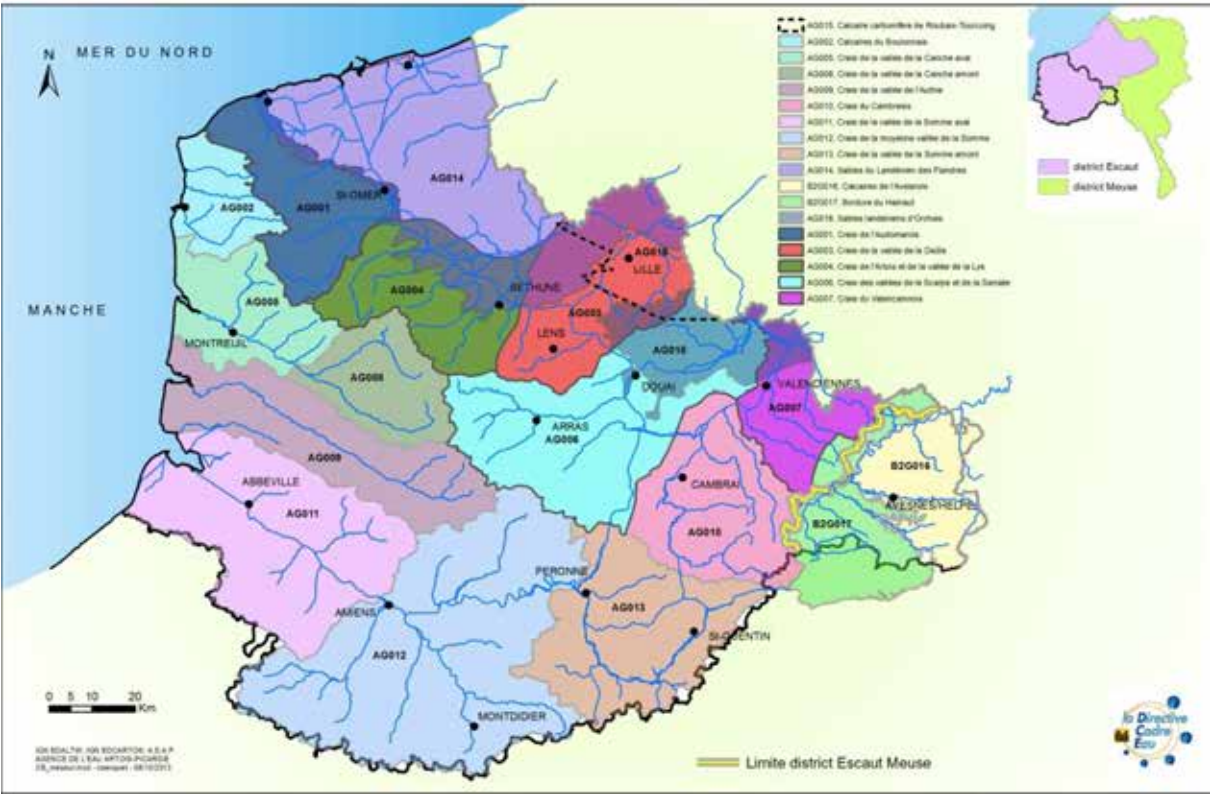 N
MER DU NORD
MANCHE
AG015, Calcaire carbonifère de Roubaix-Tourcoing
AG002, Calcaires du Boulonnais
AG005, Craie de la vallée de la Canche aval
AG008, Craie de la vallée de la Canche amont
AG009, Craie de la vallée de l'Authie
AG010, Craie du Cambresis
AG011, Craie de la vallée de la Somme aval
AG012, Craie de la moyenne vallée de la Somme
AG013, Craie de la vallée de la Somme amont
AG014, Sables du Landénien des Flandres
B2G016, Calcaires de l'Avesnois
B2G017, Bordure du Hainaut
AG018, Sables landéniens d'Orchies
AG001, Craie de l'Audomarois
AG003, Craie de la vallée de la Deûle
AG004, Craie de l'Artois et de la vallée de la Lys
AG006, Craie des vallées de la Scarpe et de la Sensée
AG007, Craie du Valenciennois
district Escaut
district Meuse
AG014
ST-OMER
AG002
AG001
LILLE
AG004
BETHUNE
AG005
AG003
MONTREUIL
LENS
AG018
AG008
DOUAI
VALENCIENNES
AG007
ARRAS
AG006
AG009
B2G016
ABBEVILLE
CAMBRAI
AVESNES/HELPE
AG011
AG010
B2G017
PERONNE
AMIENS
AG013
ST-QUENTIN
AG012
MONTDIDIER
0 5 10 20
Km
IGN BDALTI®, IGN BDCARTO®, A.E.A.P
AGENCE DE L'EAU ARTOIS-PICARDIE
Limite district Escaut Meuse
la Directive
Cadre
Eau